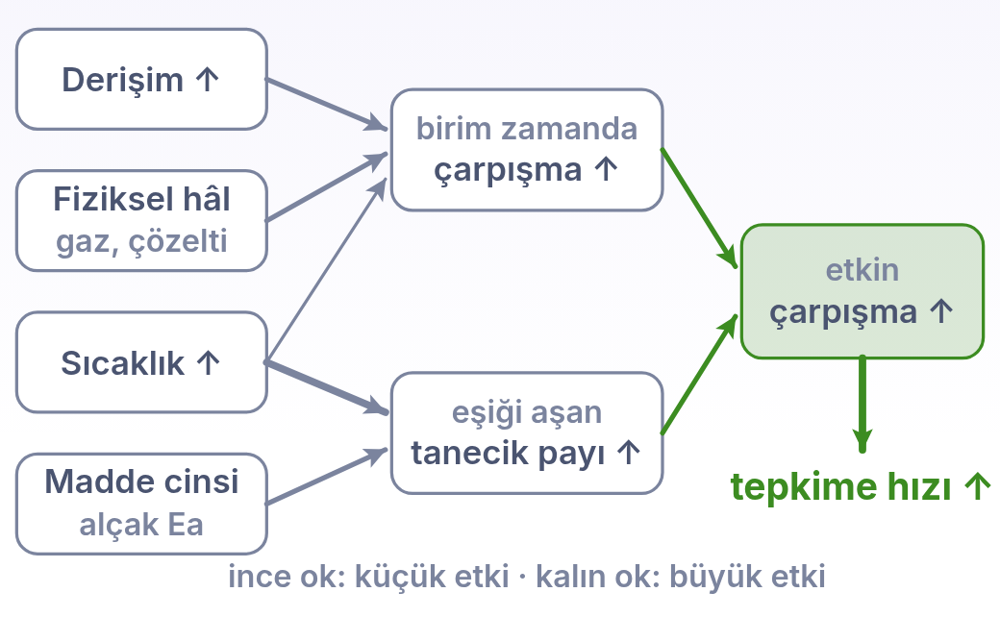 Derişim ↑
Fiziksel hâl
gaz, çözelti
Sıcaklık ↑
Madde cinsi
alçak Ea
birim zamanda
çarpışma ↑
eşiği aşan
tanecik payı ↑
etkin
çarpışma ↑
tepkime hızı ↑
ince ok: küçük etki · kalın ok: büyük etki